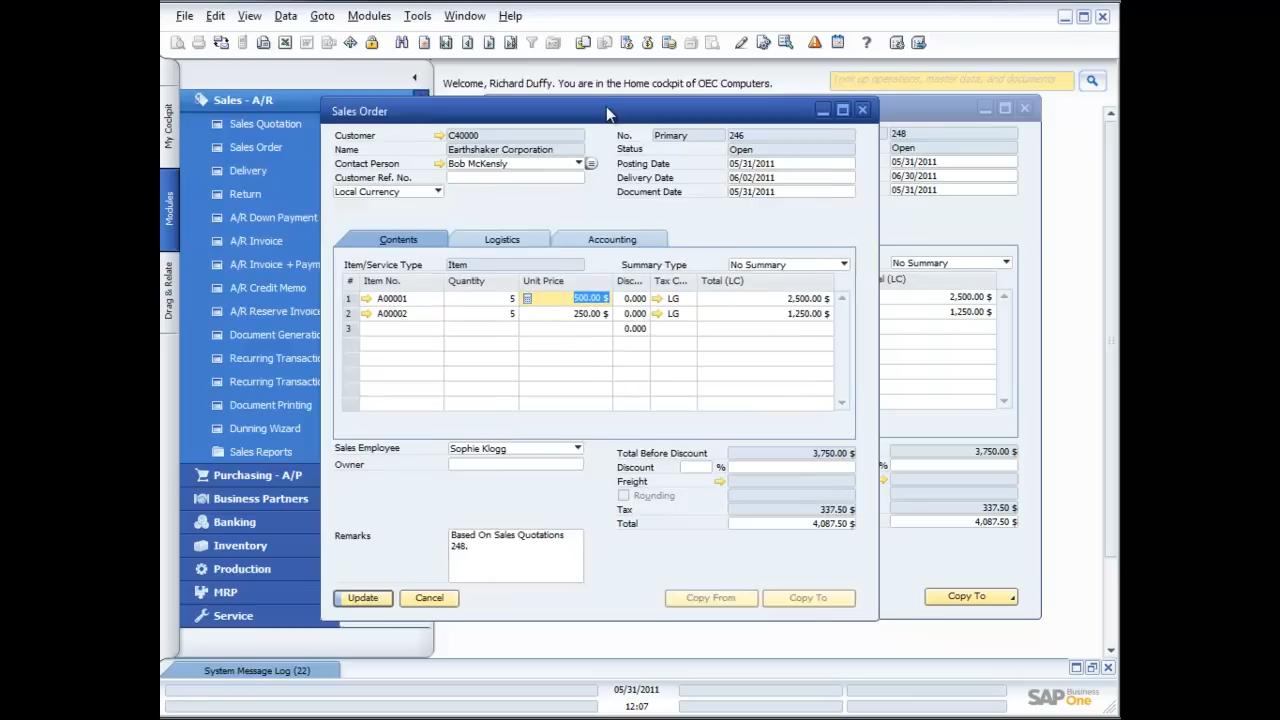 File Edit View Data Goto Modules Tools Window Help
Welcome, Richard Duffy. You are in the Home cockpit of OEC Computers.
My Cockpit
Modules
Drag & Relate
Sales - A/R
Sales Quotation
Sales Order
Delivery
Return
A/R Down Payment
A/R Invoice
A/R Invoice + Paym
A/R Credit Memo
A/R Reserve Invoic
Document Generati
Recurring Transacti
Recurring Transacti
Document Printing
Dunning Wizard
Sales Reports
Purchasing - A/P
Business Partners
Banking
Inventory
Production
MRP
Service
Sales Order
Customer C40000 No. Primary 246
Name Earthshaker Corporation Status Open
Contact Person Bob McKensly Posting Date 05/31/2011
Customer Ref. No. Delivery Date 06/02/2011
Local Currency Document Date 05/31/2011
Contents Logistics Accounting
Item/Service Type Item Summary Type No Summary
# Item No. Quantity Unit Price Disc... Tax C... Total (LC)
1 A00001 5 500.00 $ 0.000 LG 2,500.00 $
2 A00002 5 250.00 $ 0.000 LG 1,250.00 $
3 0.000
Sales Employee Sophie Klogg Total Before Discount 3,750.00 $
Owner Discount %
Freight
Rounding
Tax 337.50 $
Total 4,087.50 $
Remarks Based On Sales Quotations
248.
Update Cancel Copy From Copy To
248
Open
05/31/2011
06/30/2011
05/31/2011
No Summary
al (LC)
2,500.00 $
1,250.00 $
3,750.00 $
%
337.50 $
4,087.50 $
Copy To
System Message Log (22)
05/31/2011
12:07
SAP Business One